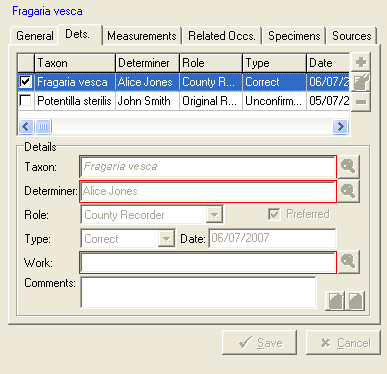 Fragaria vesca
General Dets. Measurements Related Occs. Specimens Sources
Taxon Determiner Role Type Date
Fragaria vesca Alice Jones County R... Correct 06/07/2
Potentilla sterilis John Smith Original R... Unconfirm... 05/07/2
Details
Taxon: Fragaria vesca
Determiner: Alice Jones
Role: County Recorder Preferred
Type: Correct Date: 06/07/2007
Work:
Comments:
Save Cancel